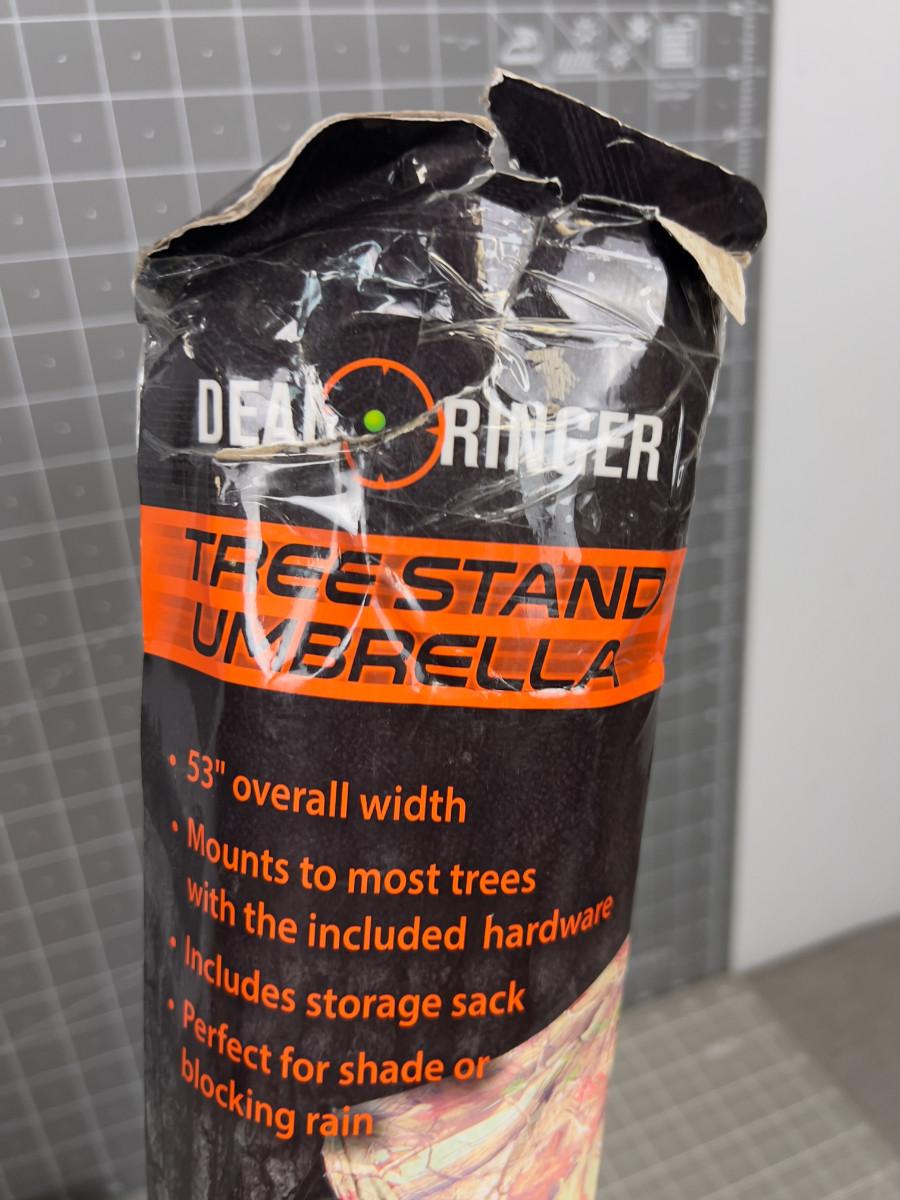 DEAD RINGER
TREE STAND
UMBRELLA
• 53" overall width
• Mounts to most trees
with the included hardware
• Includes storage sack
• Perfect for shade or
blocking rain